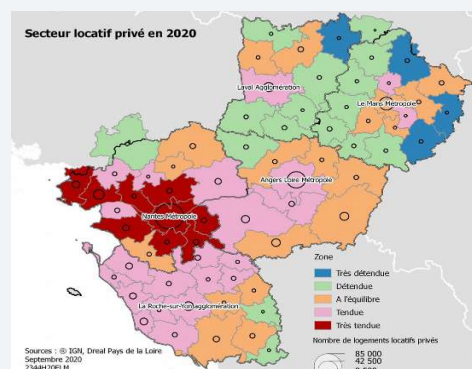 Secteur locatif privé en 2020
Laval Agglomération
Le Mans Métropole
Angers Loire Métropole
Nantes Métropole
La Roche-sur-Yon agglomération
Zone
Très détendue
Détendue
A l'équilibre
Tendue
Très tendue
Nombre de logements locatifs privés
85 000
42 500
Sources : ® IGN, Dreal Pays de la Loire
Septembre 2020